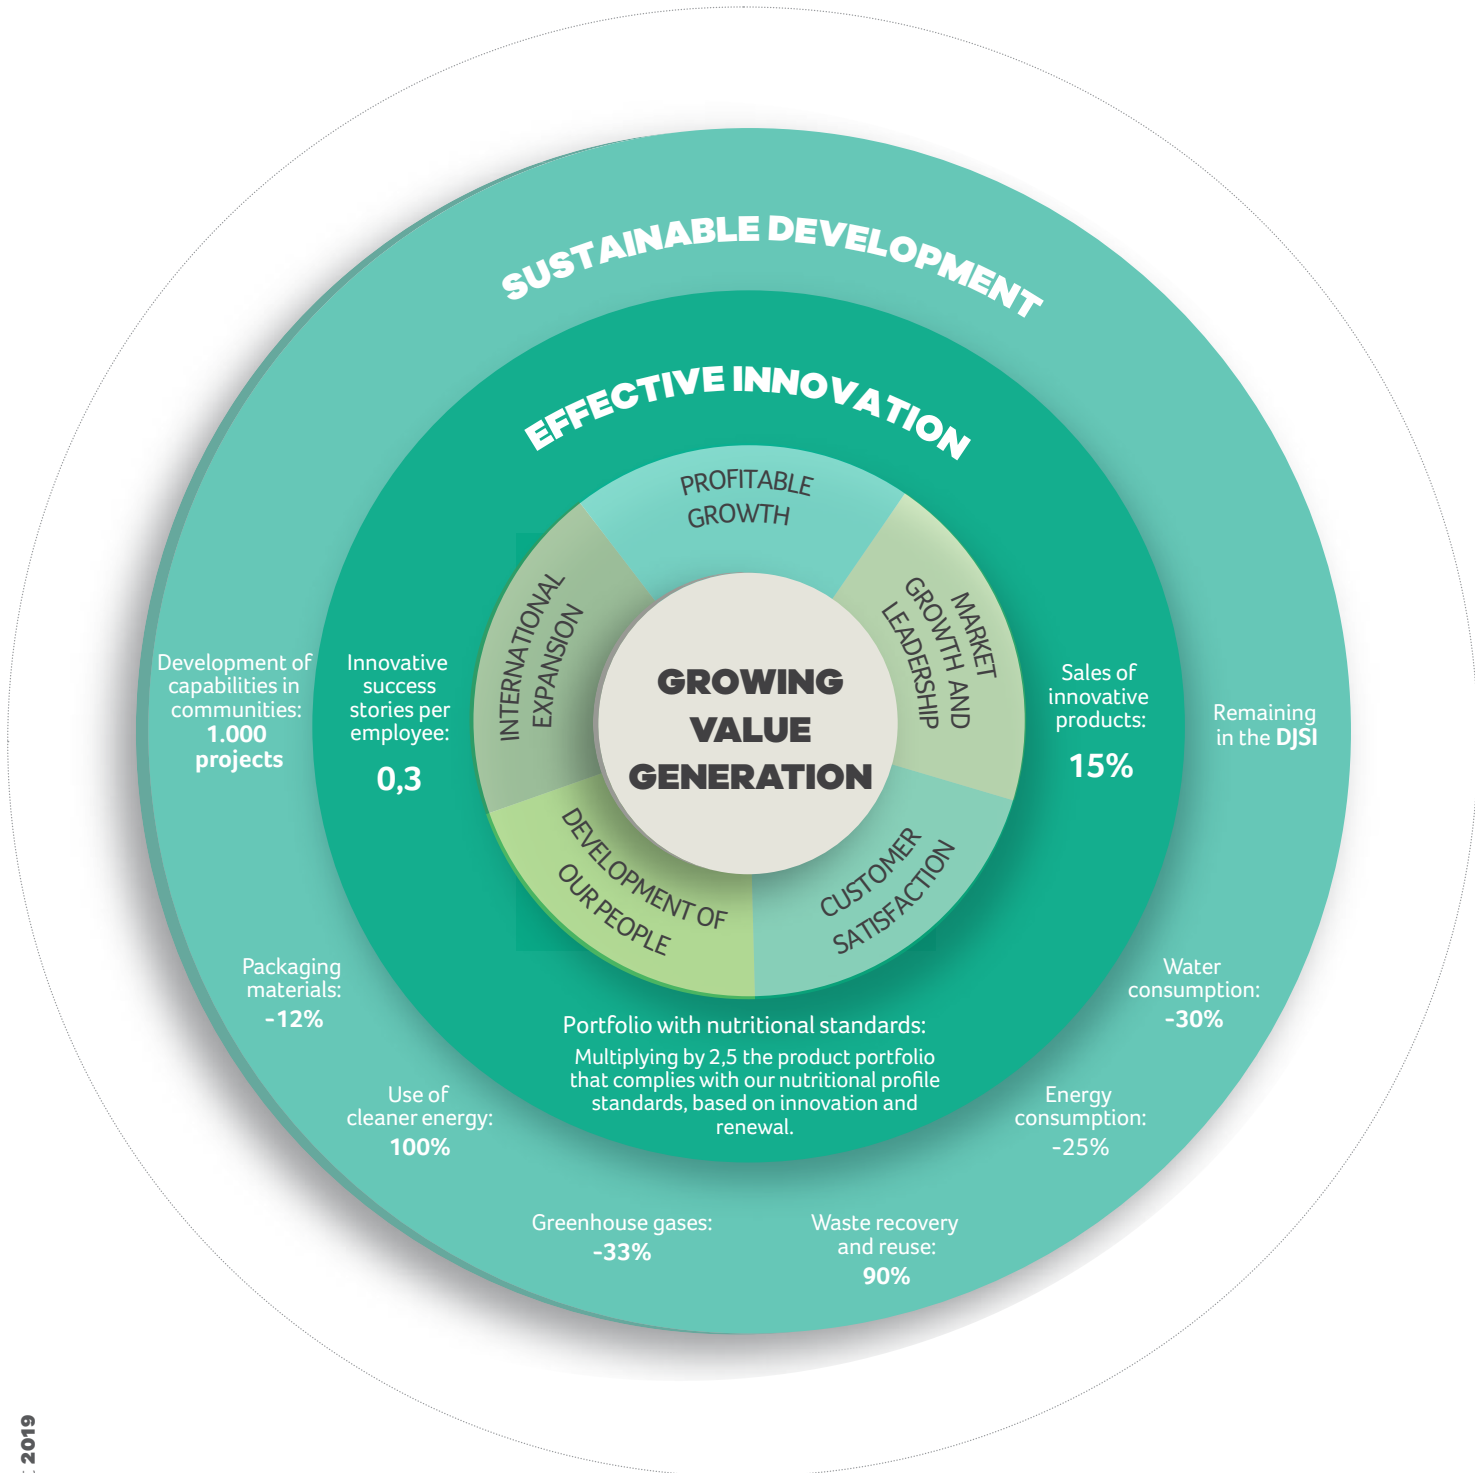 SUSTAINABLE DEVELOPMENT
EFFECTIVE INNOVATION
PROFITABLE
GROWTH
MARKET
GROWTH AND
LEADERSHIP
INTERNATIONAL
EXPANSION
GROWING
VALUE
GENERATION
DEVELOPMENT OF
OUR PEOPLE
CUSTOMER
SATISFACTION
Development of
capabilities in
communities:
1.000
projects
Innovative
success
stories per
employee:
0,3
Sales of
innovative
products:
15%
Remaining
in the DJSI
Packaging
materials:
-12%
Use of
cleaner energy:
100%
Portfolio with nutritional standards:
Multiplying by 2,5 the product portfolio
that complies with our nutritional profile
standards, based on innovation and
renewal.
Water
consumption:
-30%
Energy
consumption:
-25%
Greenhouse gases:
-33%
Waste recovery
and reuse:
90%
2019